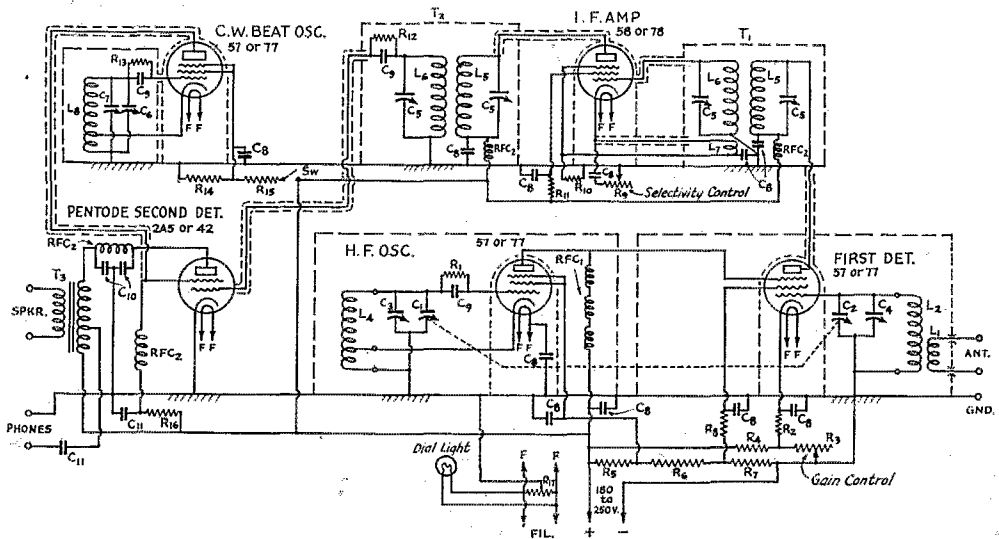 C.W. BEAT OSC.
57 or 77
T2
I.F. AMP
58 or 78
T1
R13
C5
L8
C7
C6
F F
C8
R14
R15
Sw
R12
C9
L6
C5
L5
C5
C8
RFC2
F F
C8
R11
R10
C8
R9
Selectivity Control
L6
C5
L5
C5
L7
C8
RFC2
PENTODE SECOND DET.
2A5 or 42
RFC2
C10
T3
SPKR.
RFC2
F F
PHONES
C11
R16
C11
H.F. OSC.
57 or 77
R1
C9
L4
C3
C1
F F
C8
RFC1
C8
C8
FIRST DET.
57 or 77
C2
C4
L2
L1
F F
ANT.
GND.
C8
R8
C8
R2
R4
R3
R5
R6
R7
Gain Control
Dial Light
F
F
R17
FIL.
180
to
250V.
+
−